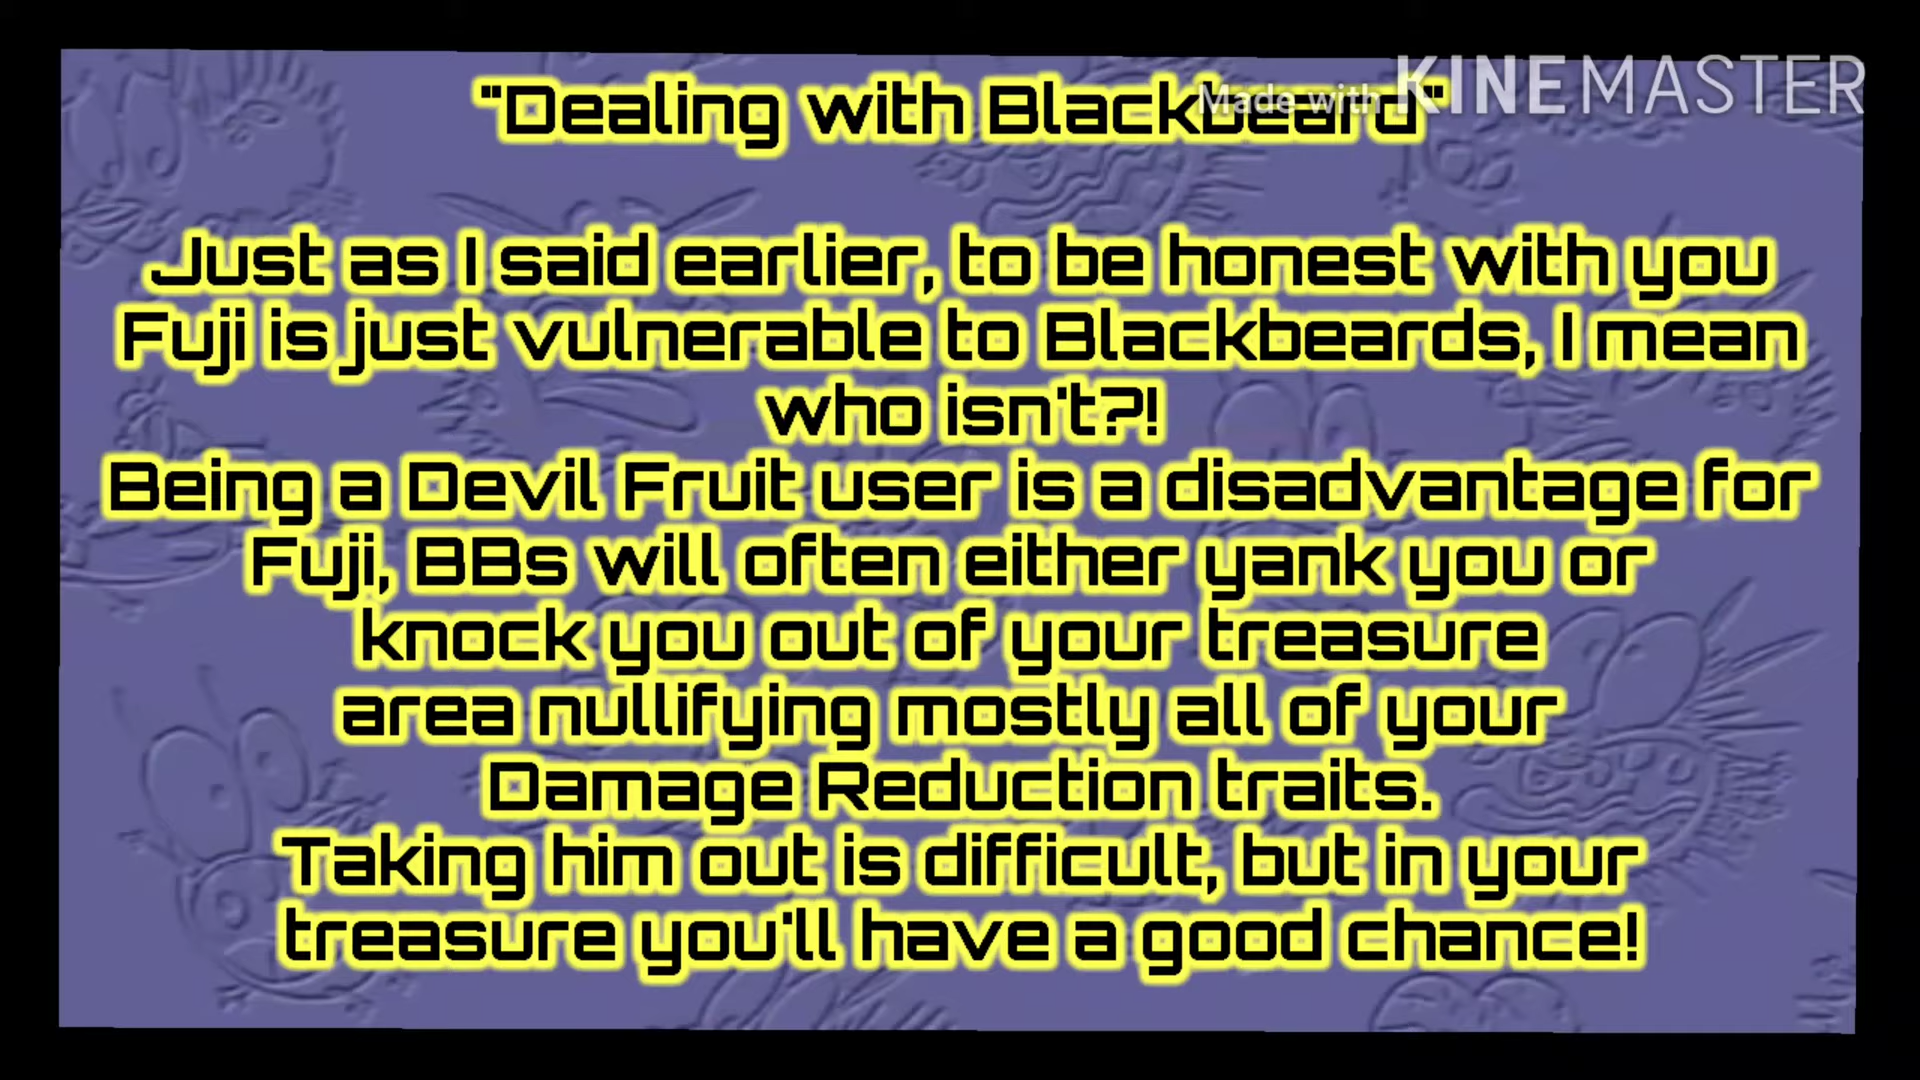 "Dealing with Blackbeard"
Made with KINEMASTER
Just as I said earlier, to be honest with you
Fuji is just vulnerable to Blackbeards, I mean
who isn't?!
Being a Devil Fruit user is a disadvantage for
Fuji, BBs will often either yank you or
knock you out of your treasure
area nullifying mostly all of your
Damage Reduction traits.
Taking him out is difficult, but in your
treasure you'll have a good chance!